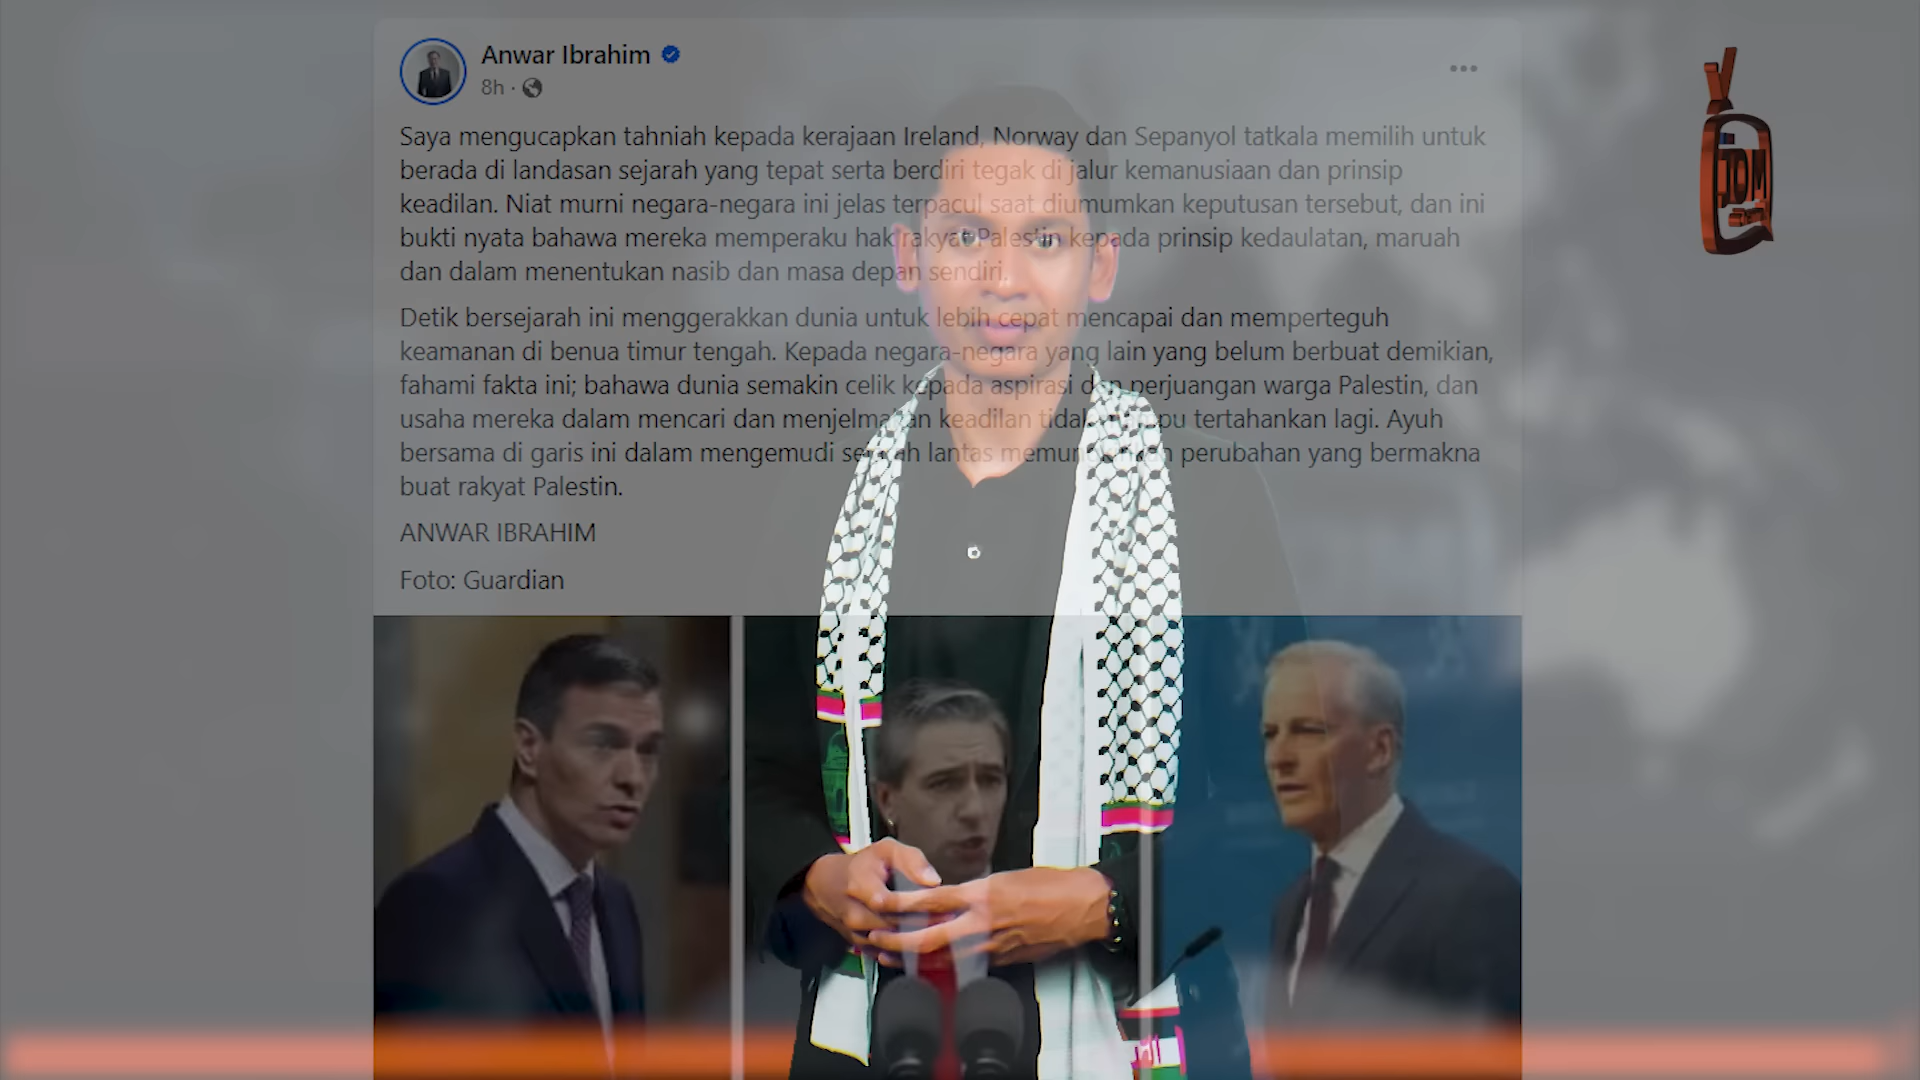 Anwar Ibrahim
8h ·
Saya mengucapkan tahniah kepada kerajaan Ireland, Norway dan Sepanyol tatkala memilih untuk
berada di landasan sejarah yang tepat serta berdiri tegak di jalur kemanusiaan dan prinsip
keadilan. Niat murni negara-negara ini jelas terpacul saat diumumkan keputusan tersebut, dan ini
bukti nyata bahawa mereka memperaku hak rakyat Palestin kepada prinsip kedaulatan, maruah
dan dalam menentukan nasib dan masa depan sendiri.
Detik bersejarah ini menggerakkan dunia untuk lebih cepat mencapai dan memperteguh
keamanan di benua timur tengah. Kepada negara-negara yang lain yang belum berbuat demikian,
fahami fakta ini; bahawa dunia semakin celik kepada aspirasi dan perjuangan warga Palestin, dan
usaha mereka dalam mencari dan menjelmakan keadilan tidak mampu tertahankan lagi. Ayuh
bersama di garis ini dalam mengemudi sejarah lantas memungkinkan perubahan yang bermakna
buat rakyat Palestin.
ANWAR IBRAHIM
Foto: Guardian
JOM